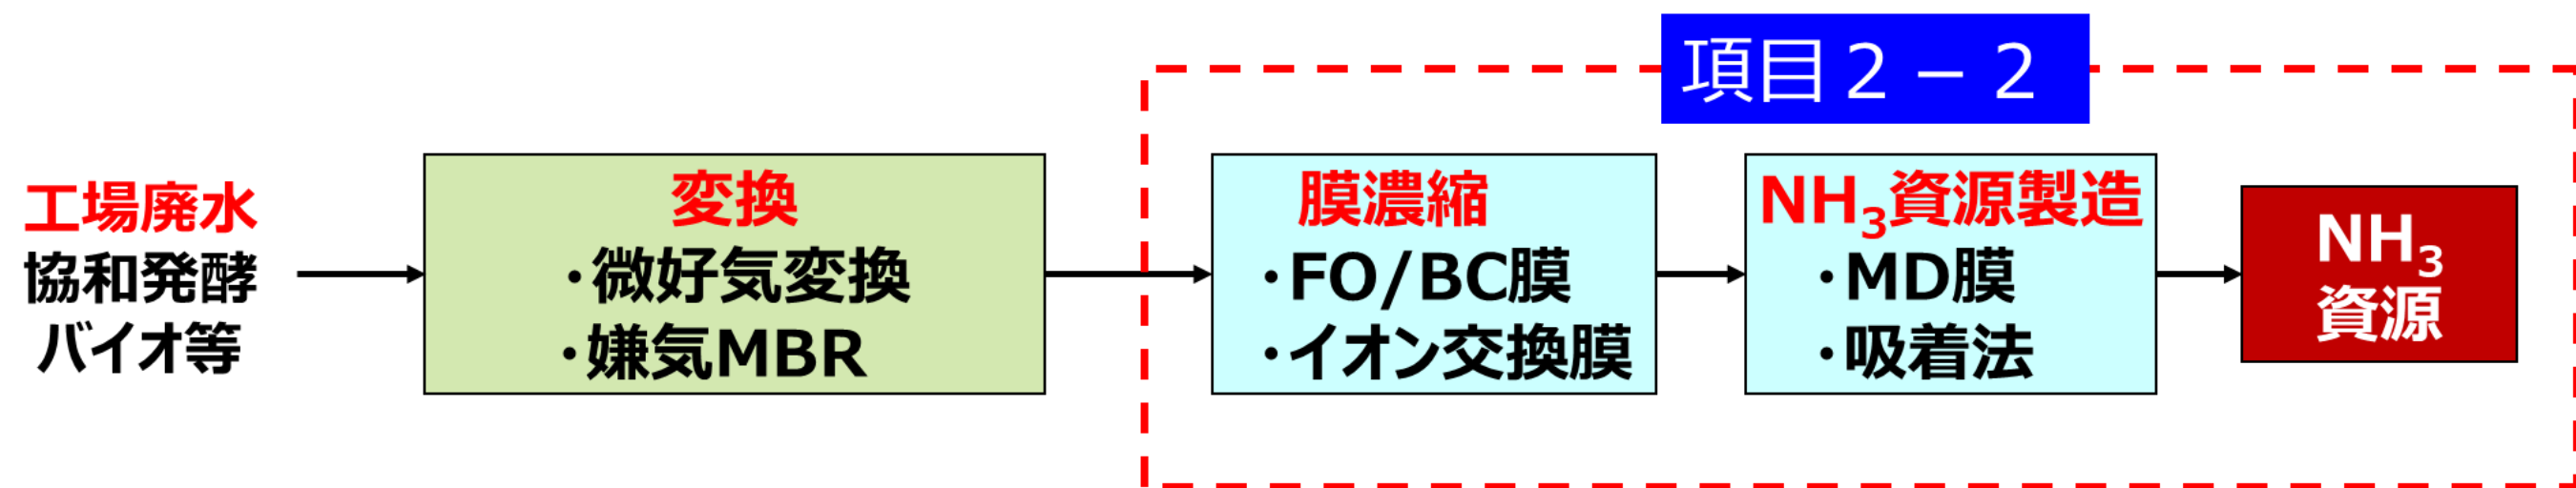 項目2－2
工場廃水
協和発酵
バイオ等
変換
・微好気変換
・嫌気MBR
膜濃縮
・FO/BC膜
・イオン交換膜
NH3資源製造
・MD膜
・吸着法
NH3
資源